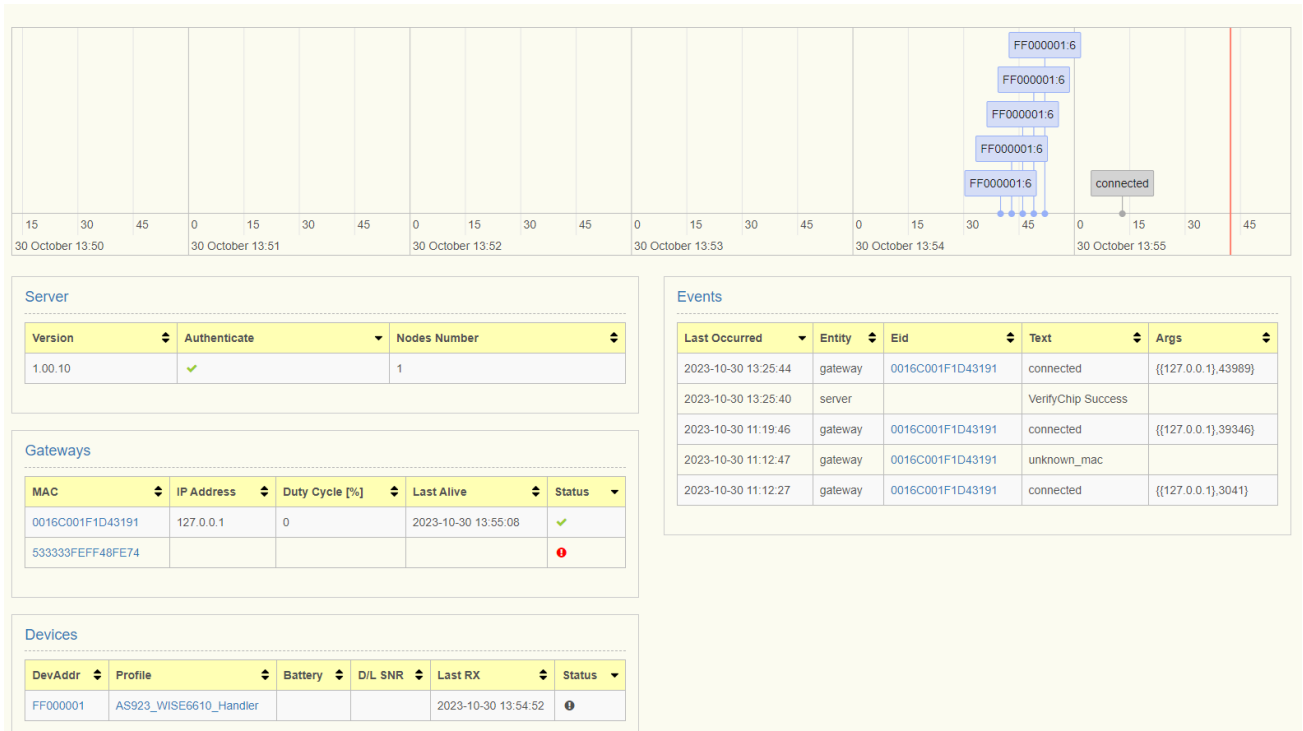 FF000001:6
FF000001:6
FF000001:6
FF000001:6
FF000001:6 connected
15 30 45 0 15 30 45 0 15 30 45 0 15 30 45 0 15 30 45 0 15 30 45
30 October 13:50 30 October 13:51 30 October 13:52 30 October 13:53 30 October 13:54 30 October 13:55
Server
Version Authenticate Nodes Number
1.00.10 1
Gateways
MAC IP Address Duty Cycle [%] Last Alive Status
0016C001F1D43191 127.0.0.1 0 2023-10-30 13:55:08
533333FEFF48FE74
Devices
DevAddr Profile Battery D/L SNR Last RX Status
FF000001 AS923_WISE6610_Handler 2023-10-30 13:54:52
Events
Last Occurred Entity Eid Text Args
2023-10-30 13:25:44 gateway 0016C001F1D43191 connected {{127.0.0.1},43989}
2023-10-30 13:25:40 server VerifyChip Success
2023-10-30 11:19:46 gateway 0016C001F1D43191 connected {{127.0.0.1},39346}
2023-10-30 11:12:47 gateway 0016C001F1D43191 unknown_mac
2023-10-30 11:12:27 gateway 0016C001F1D43191 connected {{127.0.0.1},3041}